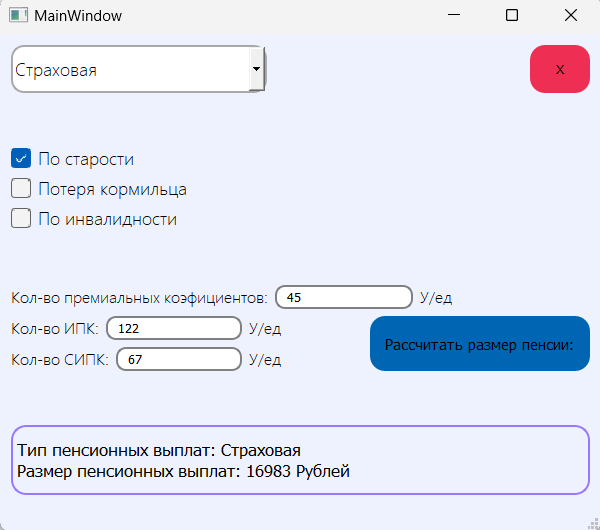 MainWindow
Страховая
x
По старости
Потеря кормильца
По инвалидности
Кол-во премиальных коэфициентов: 45 У/ед
Кол-во ИПК: 122 У/ед
Рассчитать размер пенсии:
Кол-во СИПК: 67 У/ед
Тип пенсионных выплат: Страховая
Размер пенсионных выплат: 16983 Рублей